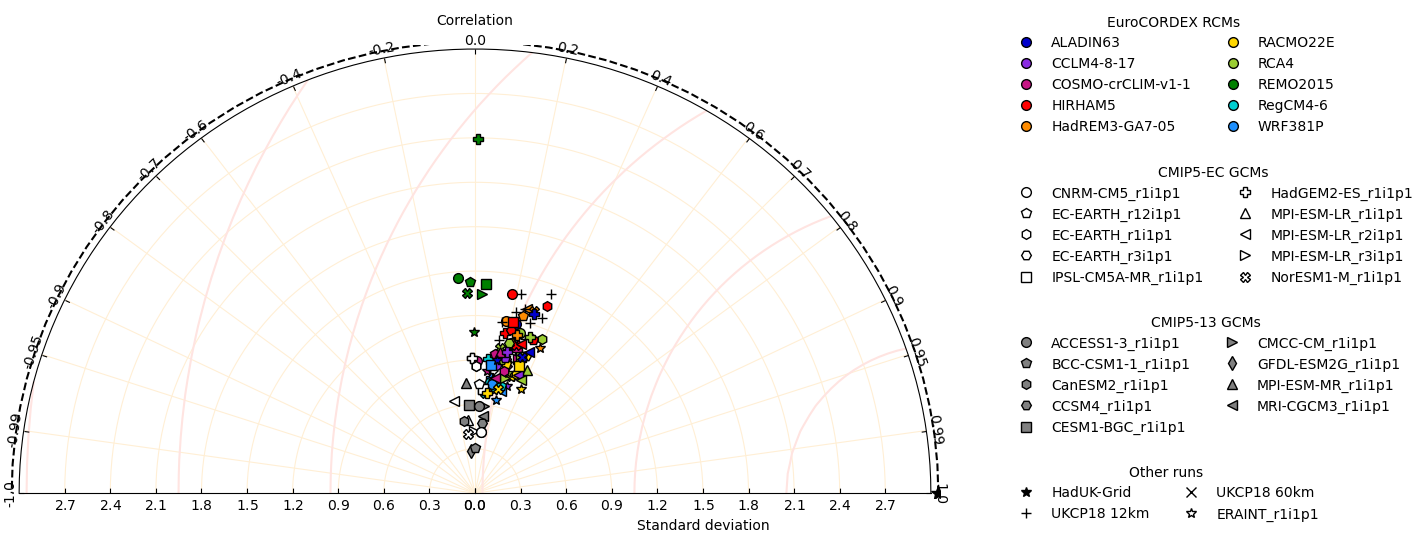 Correlation
0.0
-0.2
0.2
-0.4
0.4
-0.6
0.6
-0.7
0.7
-0.8
0.8
-0.9
0.9
-0.95
0.95
-0.99
0.99
-1.0
1.0
2.7 2.4 2.1 1.8 1.5 1.2 0.9 0.6 0.3 0.0 0.3 0.6 0.9 1.2 1.5 1.8 2.1 2.4 2.7
Standard deviation
EuroCORDEX RCMs
ALADIN63 RACMO22E
CCLM4-8-17 RCA4
COSMO-crCLIM-v1-1 REMO2015
HIRHAM5 RegCM4-6
HadREM3-GA7-05 WRF381P
CMIP5-EC GCMs
CNRM-CM5_r1i1p1 HadGEM2-ES_r1i1p1
EC-EARTH_r12i1p1 MPI-ESM-LR_r1i1p1
EC-EARTH_r1i1p1 MPI-ESM-LR_r2i1p1
EC-EARTH_r3i1p1 MPI-ESM-LR_r3i1p1
IPSL-CM5A-MR_r1i1p1 NorESM1-M_r1i1p1
CMIP5-13 GCMs
ACCESS1-3_r1i1p1 CMCC-CM_r1i1p1
BCC-CSM1-1_r1i1p1 GFDL-ESM2G_r1i1p1
CanESM2_r1i1p1 MPI-ESM-MR_r1i1p1
CCSM4_r1i1p1 MRI-CGCM3_r1i1p1
CESM1-BGC_r1i1p1
Other runs
HadUK-Grid UKCP18 60km
UKCP18 12km ERAINT_r1i1p1